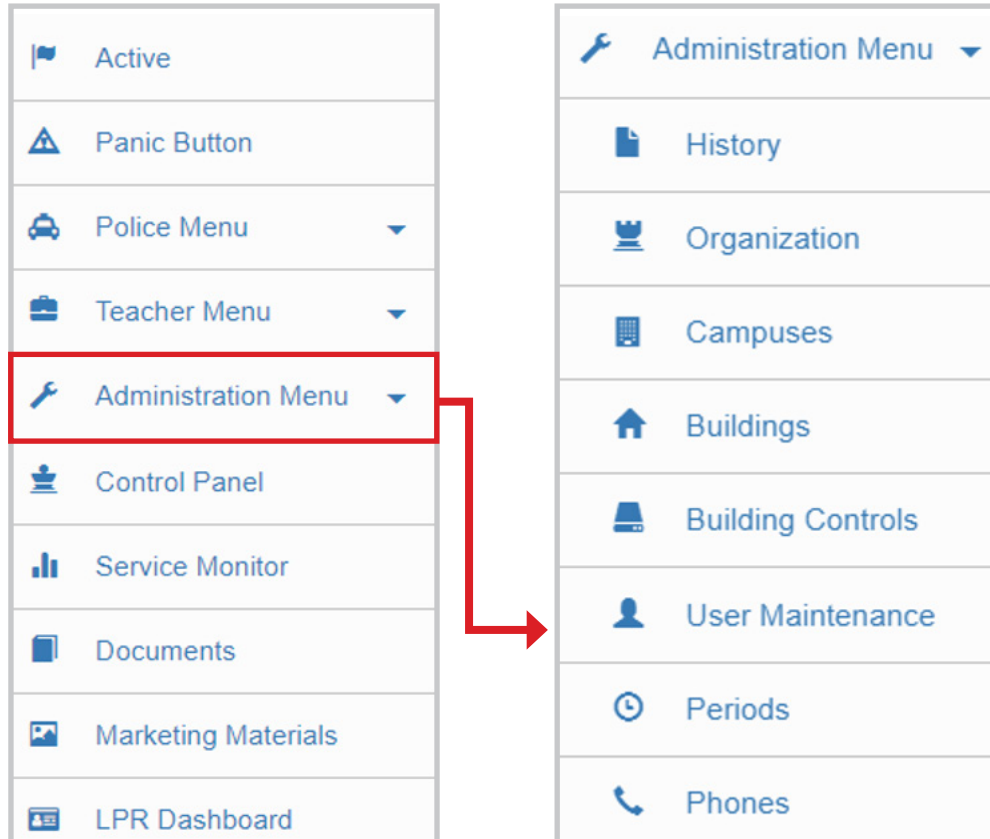 Active
Panic Button
Police Menu
Teacher Menu
Administration Menu
Control Panel
Service Monitor
Documents
Marketing Materials
LPR Dashboard
Administration Menu
History
Organization
Campuses
Buildings
Building Controls
User Maintenance
Periods
Phones